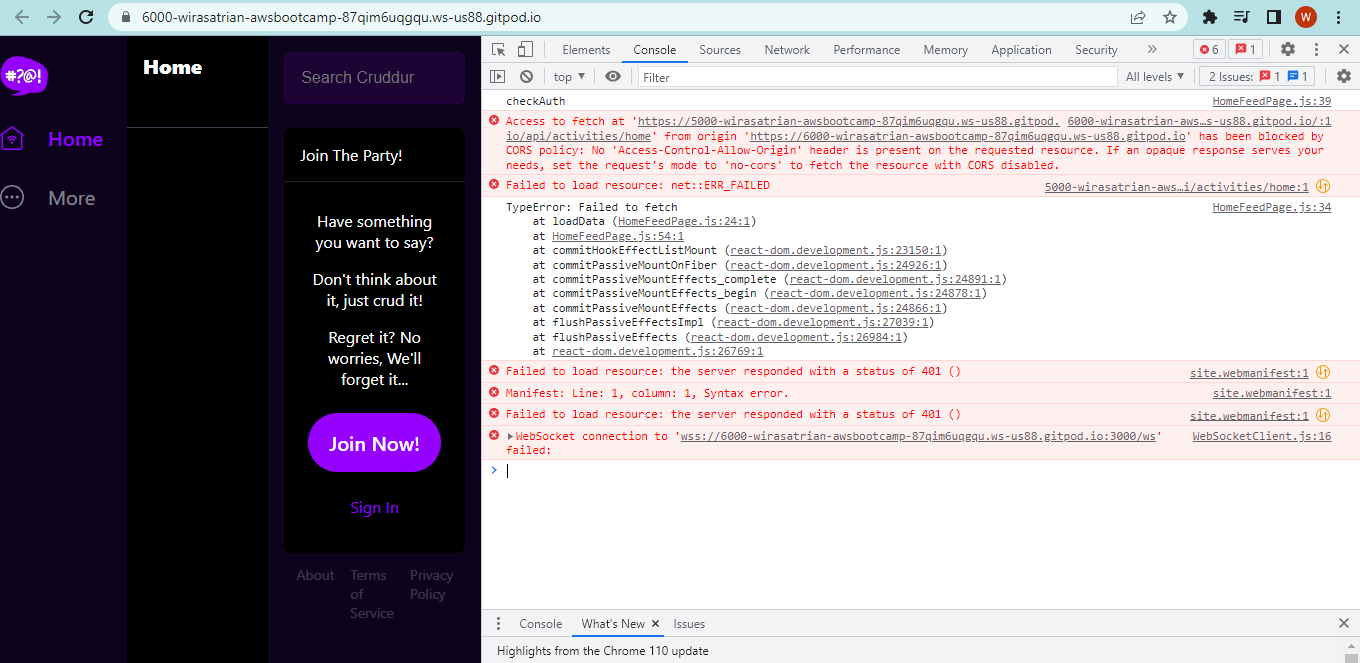 6000-wirasatrian-awsbootcamp-87qim6uqgqu.ws-us88.gitpod.io
W
#?@!
Home
More
Home
Search Cruddur
Join The Party!
Have something
you want to say?
Don't think about
it, just crud it!
Regret it? No
worries, We'll
forget it...
Join Now!
Sign In
About
Terms
of
Service
Privacy
Policy
Elements Console Sources Network Performance Memory Application Security » 6 1
top ▼ Filter All levels ▼ 2 Issues: 1 1
checkAuth HomeFeedPage.js:39
Access to fetch at 'https://5000-wirasatrian-awsbootcamp-87qim6uqgqu.ws-us88.gitpod. 6000-wirasatrian-aws…s-us88.gitpod.io/:1
io/api/activities/home' from origin 'https://6000-wirasatrian-awsbootcamp-87qim6uqgqu.ws-us88.gitpod.io' has been blocked by
CORS policy: No 'Access-Control-Allow-Origin' header is present on the requested resource. If an opaque response serves your
needs, set the request's mode to 'no-cors' to fetch the resource with CORS disabled.
Failed to load resource: net::ERR_FAILED 5000-wirasatrian-aws…i/activities/home:1
TypeError: Failed to fetch HomeFeedPage.js:34
at loadData (HomeFeedPage.js:24:1)
at HomeFeedPage.js:54:1
at commitHookEffectListMount (react-dom.development.js:23150:1)
at commitPassiveMountOnFiber (react-dom.development.js:24926:1)
at commitPassiveMountEffects_complete (react-dom.development.js:24891:1)
at commitPassiveMountEffects_begin (react-dom.development.js:24878:1)
at commitPassiveMountEffects (react-dom.development.js:24866:1)
at flushPassiveEffectsImpl (react-dom.development.js:27039:1)
at flushPassiveEffects (react-dom.development.js:26984:1)
at react-dom.development.js:26769:1
Failed to load resource: the server responded with a status of 401 () site.webmanifest:1
Manifest: Line: 1, column: 1, Syntax error. site.webmanifest:1
Failed to load resource: the server responded with a status of 401 () site.webmanifest:1
WebSocket connection to 'wss://6000-wirasatrian-awsbootcamp-87qim6uqgqu.ws-us88.gitpod.io:3000/ws' WebSocketClient.js:16
failed:
Console What's New Issues
Highlights from the Chrome 110 update